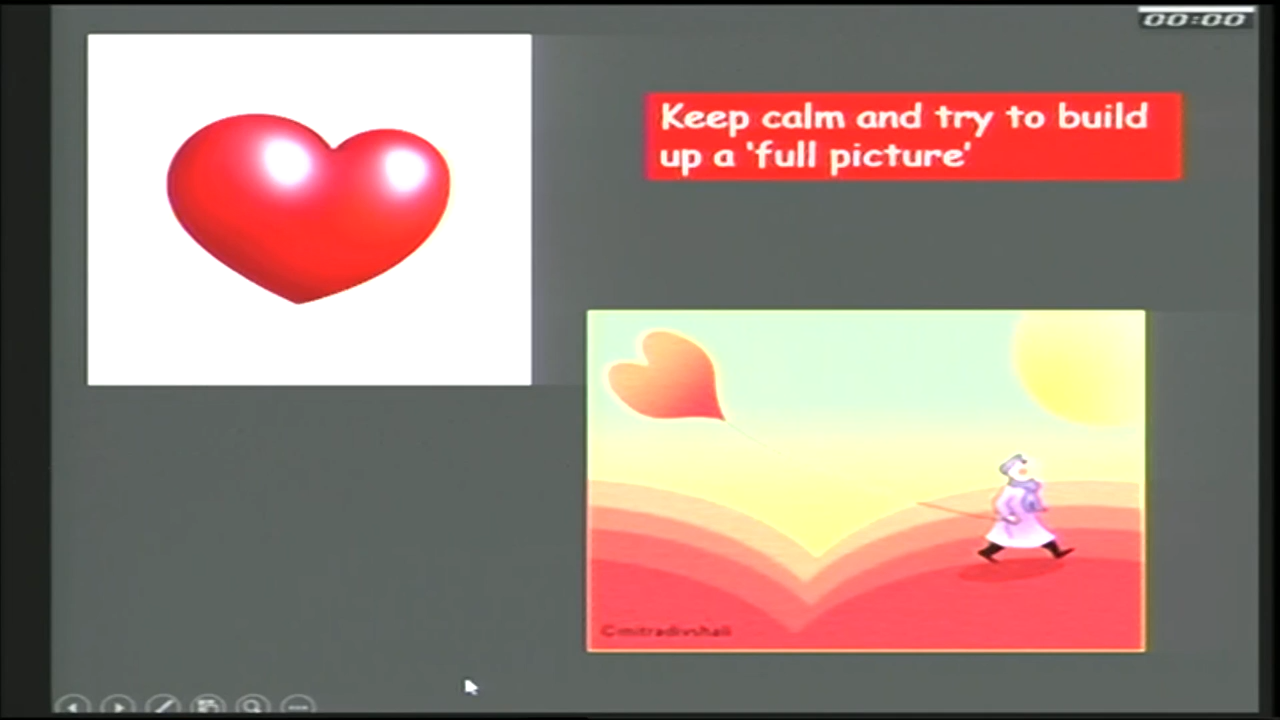 00:00
Keep calm and try to build
up a ‘full picture’